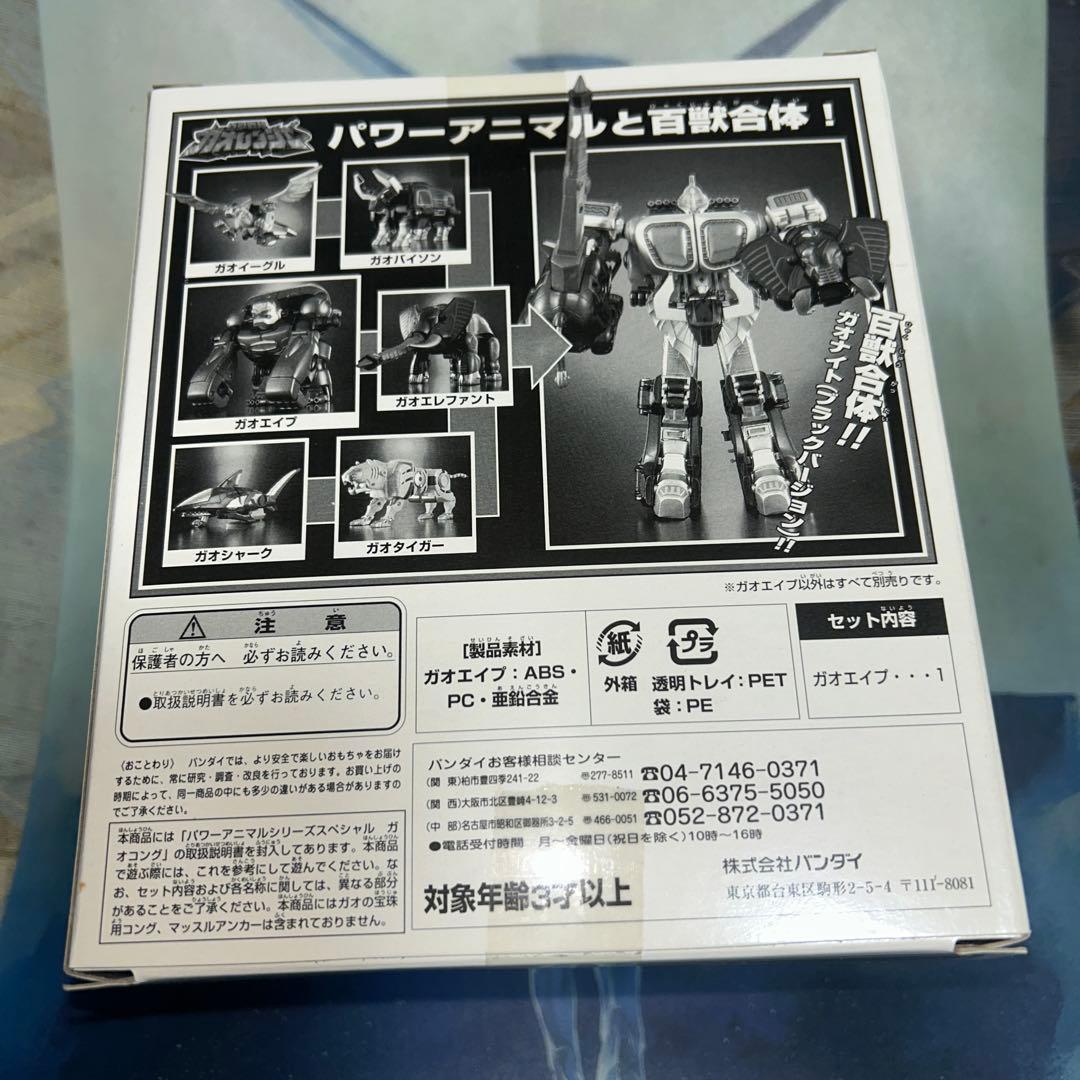 ガオレンジャー
パワーアニマルと百獣合体！
ガオイーグル
ガオバイソン
ガオエイプ
ガオエレファント
ガオシャーク
ガオタイガー
百獣合体!!
ガオナイト(ブラックバージョン)!!
※ガオエイプ以外はすべて別売りです。
注意
保護者の方へ 必ずお読みください。
●取扱説明書を必ずお読みください。
[製品素材]
ガオエイプ：ABS・
PC・亜鉛合金
紙
外箱
プラ
透明トレイ：PET
袋：PE
セット内容
ガオエイプ・・・1
〈おことわり〉 バンダイでは、より安全で楽しいおもちゃをお届け
するために、常に研究・調査・改良を行っております。お買い上げの
時期によって、同一商品の中にも多少の違いがある場合がありますの
でご了承ください。
本商品には「パワーアニマルシリーズスペシャル ガ
オコング」の取扱説明書を封入してあります。本商品
で遊ぶ際には、これを参考にして遊んでください。な
お、セット内容および各名称に関しては、異なる部分
があることをご了承ください。本商品にはガオの宝珠
用コング、マッスルアンカーは含まれておりません。
バンダイお客様相談センター
(関 東)柏市豊四季241-22 〒277-8511 ☎04-7146-0371
(関 西)大阪市北区豊崎4-12-3 〒531-0072 ☎06-6375-5050
(中 部)名古屋市昭和区御器所3-2-5 〒466-0051 ☎052-872-0371
●電話受付時間 月～金曜日(祝日を除く)10時～16時
対象年齢3才以上
株式会社バンダイ
東京都台東区駒形2-5-4 〒111-8081